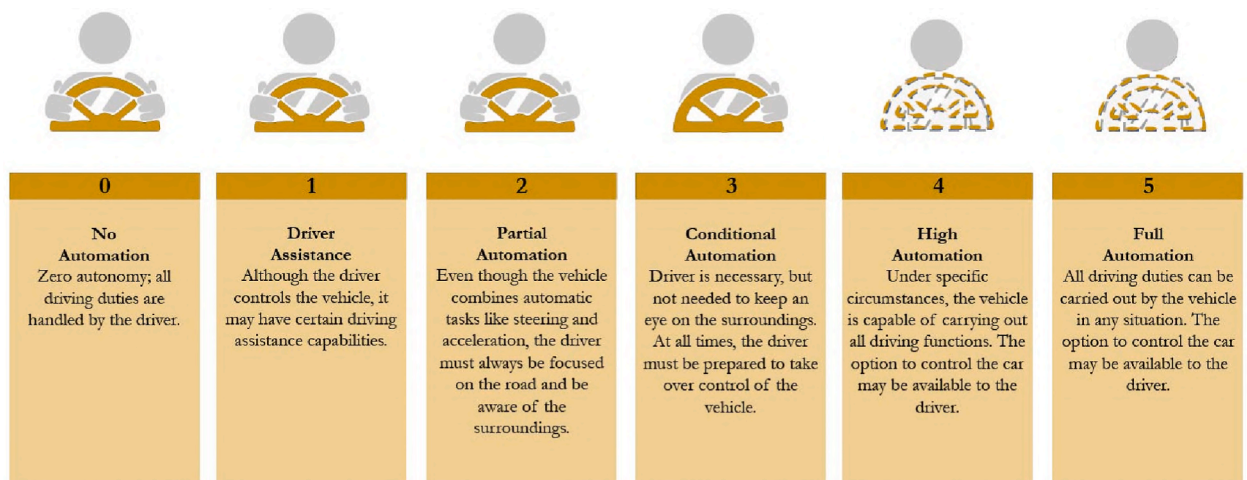 0
No
Automation
Zero autonomy; all
driving duties are
handled by the driver.
1
Driver
Assistance
Although the driver
controls the vehicle, it
may have certain driving
assistance capabilities.
2
Partial
Automation
Even though the vehicle
combines automatic
tasks like steering and
acceleration, the driver
must always be focused
on the road and be
aware of the
surroundings.
3
Conditional
Automation
Driver is necessary, but
not needed to keep an
eye on the surroundings.
At all times, the driver
must be prepared to take
over control of the
vehicle.
4
High
Automation
Under specific
circumstances, the vehicle
is capable of carrying out
all driving functions. The
option to control the car
may be available to the
driver.
5
Full
Automation
All driving duties can be
carried out by the vehicle
in any situation. The
option to control the car
may be available to the
driver.